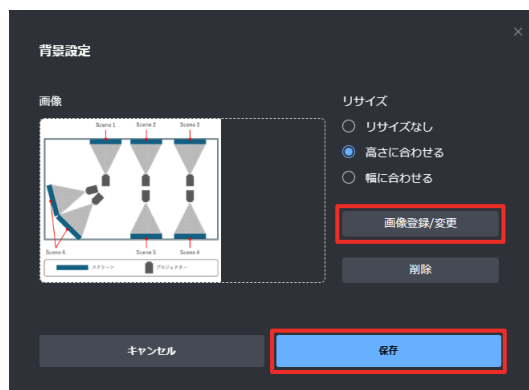 背景設定
画像
リサイズ
Scene 1 Scene 2 Scene 3
リサイズなし
高さに合わせる
幅に合わせる
画像登録/変更
Scene 6 Scene 5 Scene 4
スクリーン プロジェクター
削除
キャンセル
保存